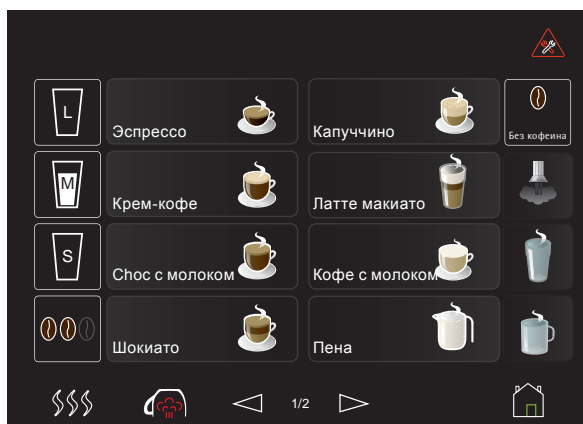 L
Эспрессо
Капуччино
Без кофеина
M
Крем-кофе
Латте макиато
S
Choc с молоком
Кофе с молоком
Шокиато
Пена
1/2